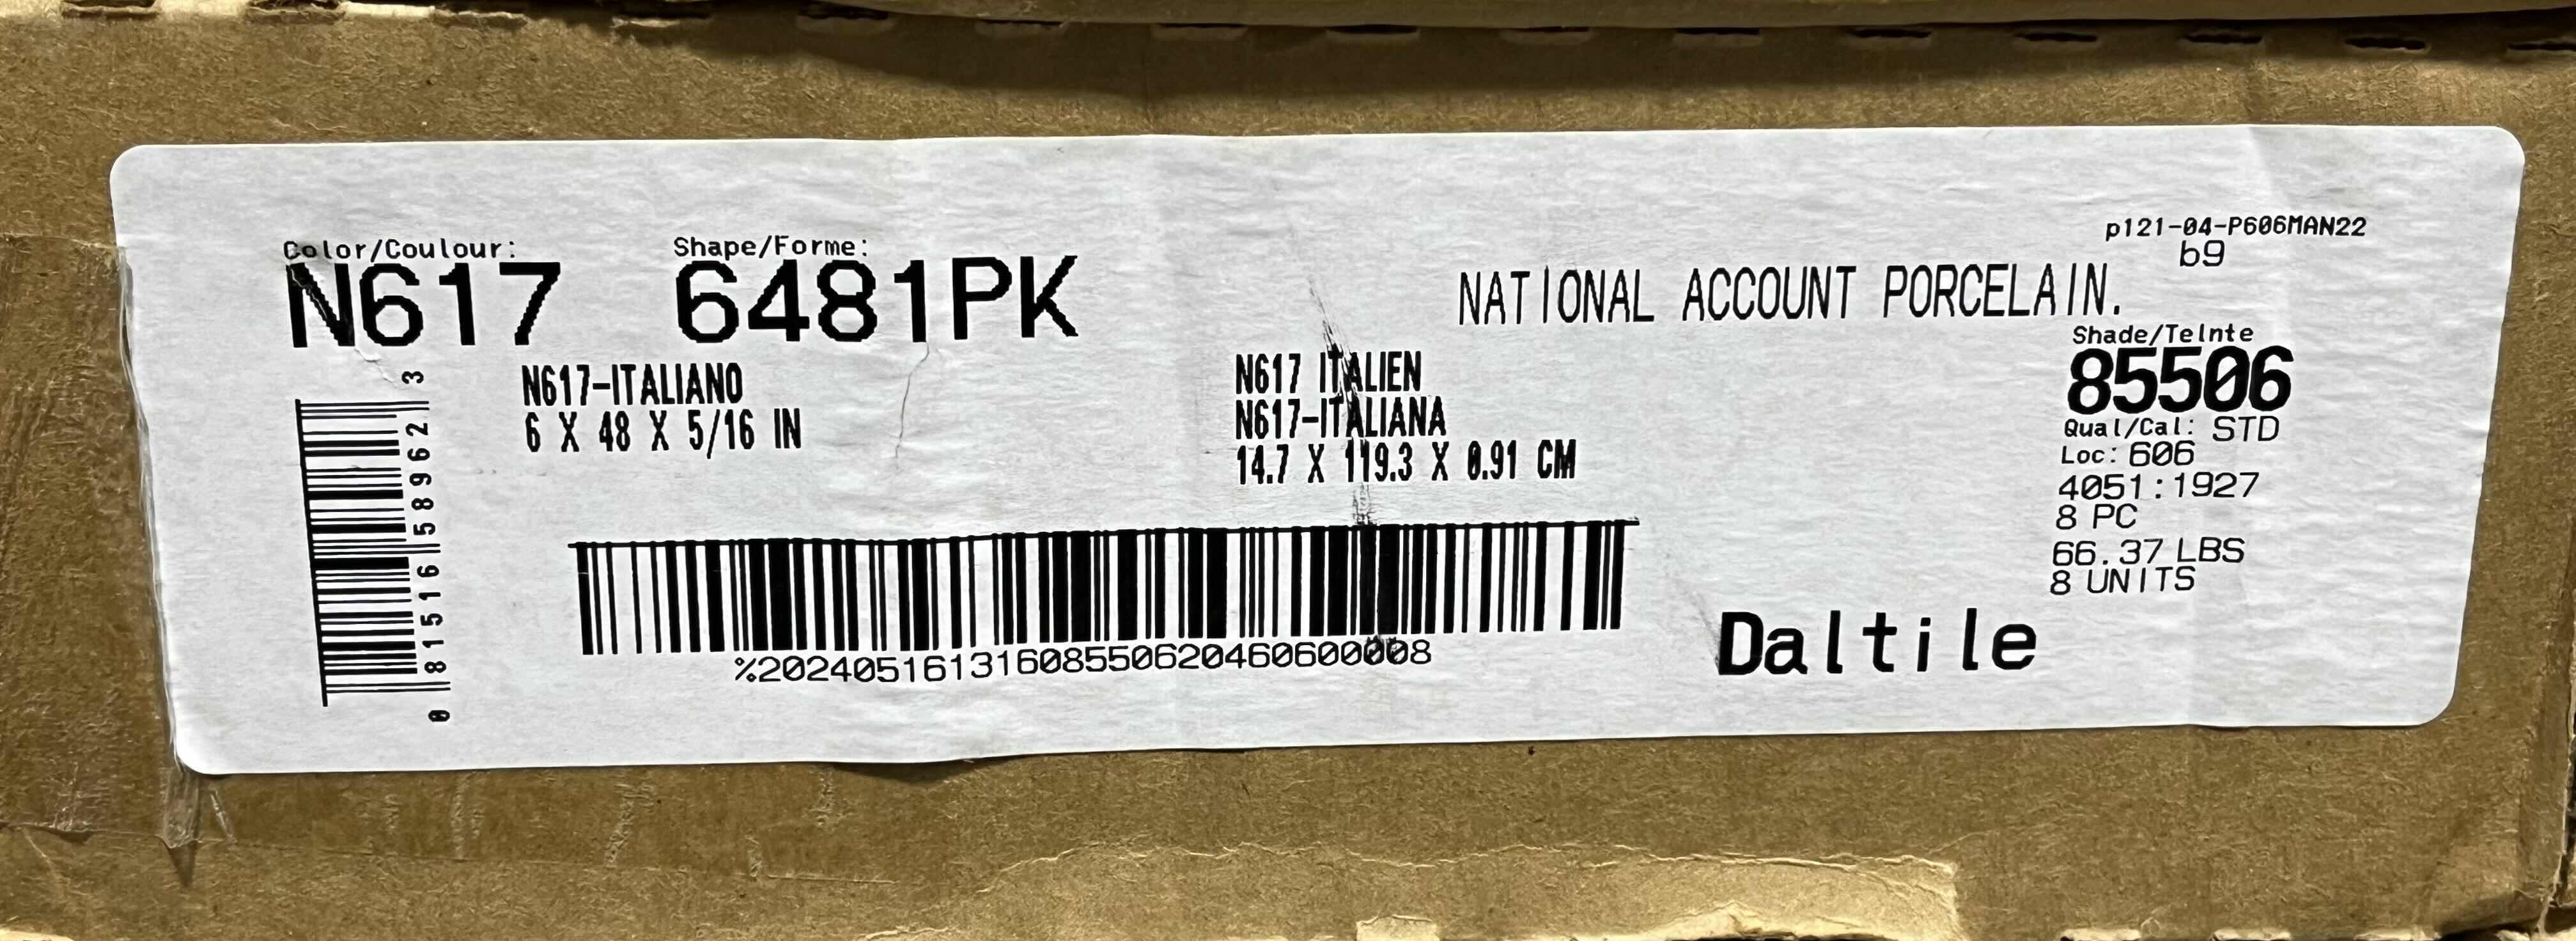 p121-04-P606MAN22
b9
Color/Coulour: Shape/Forme:
N617 6481PK
NATIONAL ACCOUNT PORCELAIN.
N617-ITALIANO
6 X 48 X 5/16 IN
N617 ITALIEN
N617-ITALIANA
14.7 X 119.3 X 0.91 CM
Shade/Telnte
85506
Qual/Cal: STD
Loc: 606
4051:1927
8 PC
66.37 LBS
8 UNITS
0 81516 58962 3
%20240516131608550620460600008
Daltile